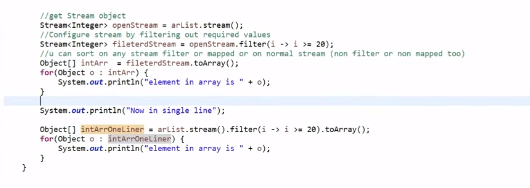 //get Stream object
Stream<Integer> openStream = arList.stream();
//Configure stream by filtering out required values
Stream<Integer> fileterdStream = openStream.filter(i -> i >= 20);
//u can sort on any stream filter or mapped or on normal stream (non filter or non mapped too)
Object[] intArr = fileterdStream.toArray();
for(Object o : intArr) {
System.out.println("element in array is " + o);
}
System.out.println("Now in single line");
Object[] intArrOneLiner = arList.stream().filter(i -> i >= 20).toArray();
for(Object o : intArrOneLiner) {
System.out.println("element in array is " + o);
}
}